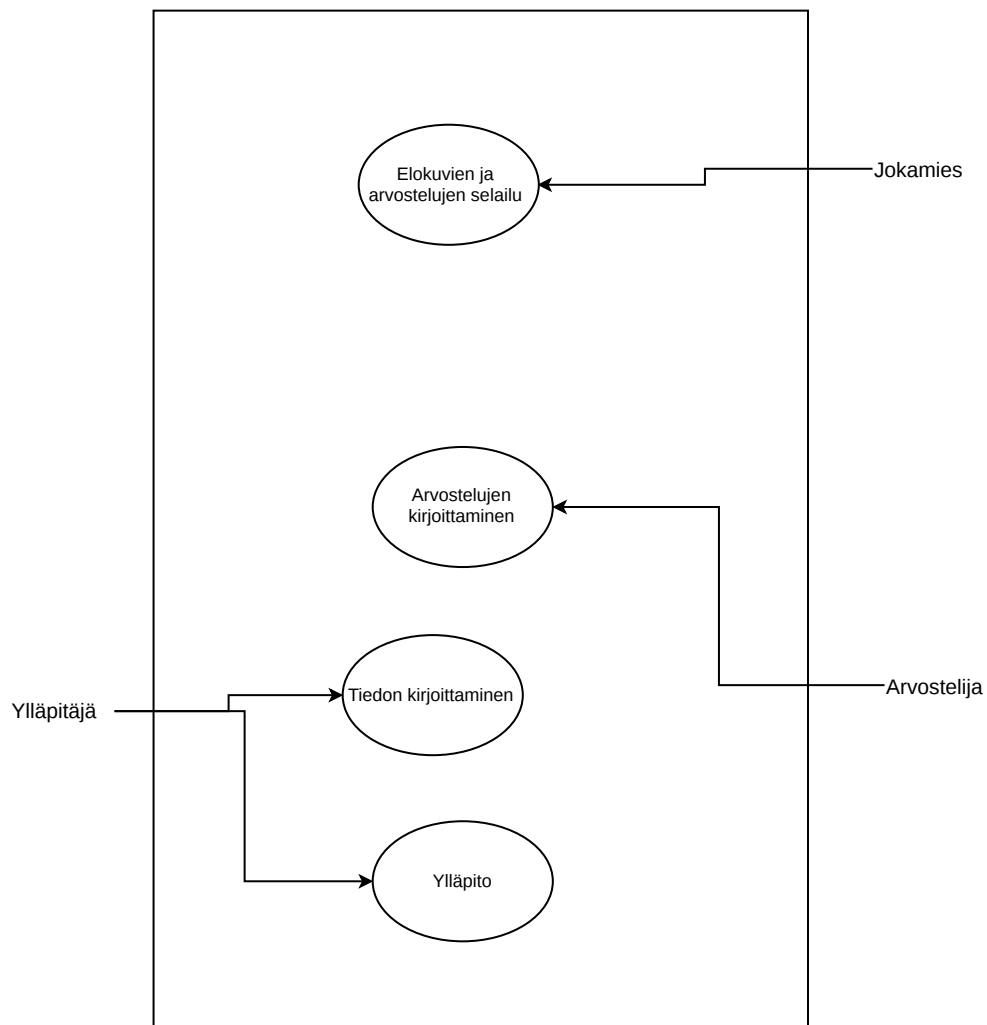 Elokuvien ja
arvostelujen selailu
Jokamies
Arvostelujen
kirjoittaminen
Tiedon kirjoittaminen
Arvostelija
Ylläpitäjä
Ylläpito